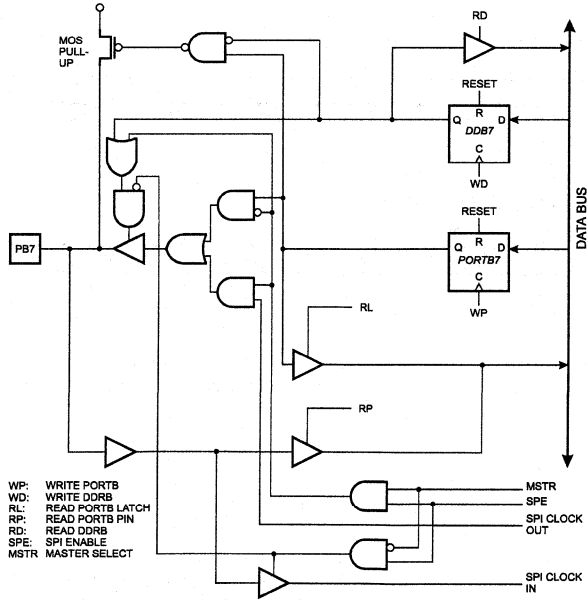 RD
MOS
PULL-
UP
RESET
R
Q
D
DDB7
C
WD
RESET
R
Q
D
PORTB7
C
WP
PB7
DATA BUS
RL
RP
WP: WRITE PORTB
WD: WRITE DDRB
RL: READ PORTB LATCH
RP: READ PORTB PIN
RD: READ DDRB
SPE: SPI ENABLE
MSTR MASTER SELECT
MSTR
SPE
SPI CLOCK
OUT
SPI CLOCK
IN